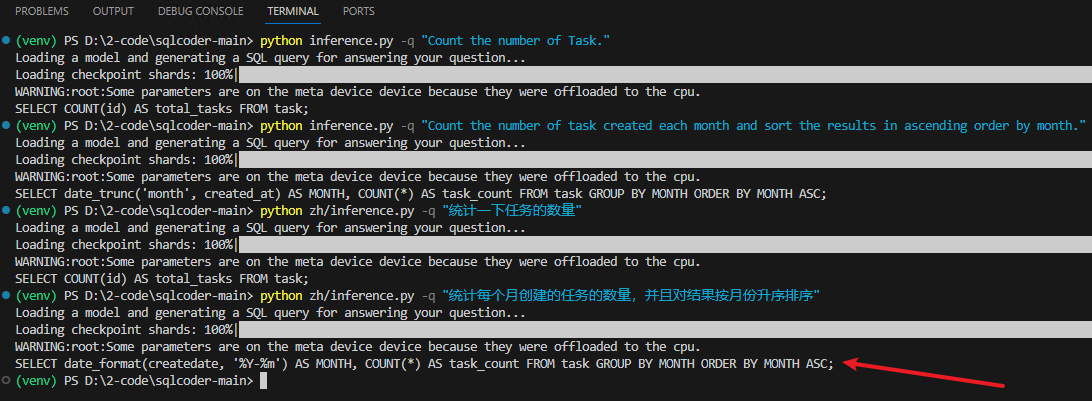 PROBLEMS OUTPUT DEBUG CONSOLE TERMINAL PORTS
(venv) PS D:\2-code\sqlcoder-main> python inference.py -q "Count the number of Task."
Loading a model and generating a SQL query for answering your question...
Loading checkpoint shards: 100%|
WARNING:root:Some parameters are on the meta device device because they were offloaded to the cpu.
SELECT COUNT(id) AS total_tasks FROM task;
(venv) PS D:\2-code\sqlcoder-main> python inference.py -q "Count the number of task created each month and sort the results in ascending order by month."
Loading a model and generating a SQL query for answering your question...
Loading checkpoint shards: 100%|
WARNING:root:Some parameters are on the meta device device because they were offloaded to the cpu.
SELECT date_trunc('month', created_at) AS MONTH, COUNT(*) AS task_count FROM task GROUP BY MONTH ORDER BY MONTH ASC;
(venv) PS D:\2-code\sqlcoder-main> python zh/inference.py -q "统计一下任务的数量"
Loading a model and generating a SQL query for answering your question...
Loading checkpoint shards: 100%|
WARNING:root:Some parameters are on the meta device device because they were offloaded to the cpu.
SELECT COUNT(id) AS total_tasks FROM task;
(venv) PS D:\2-code\sqlcoder-main> python zh/inference.py -q "统计每个月创建的任务的数量，并且对结果按月份升序排序"
Loading a model and generating a SQL query for answering your question...
Loading checkpoint shards: 100%|
WARNING:root:Some parameters are on the meta device device because they were offloaded to the cpu.
SELECT date_format(createdate, '%Y-%m') AS MONTH, COUNT(*) AS task_count FROM task GROUP BY MONTH ORDER BY MONTH ASC;
(venv) PS D:\2-code\sqlcoder-main>